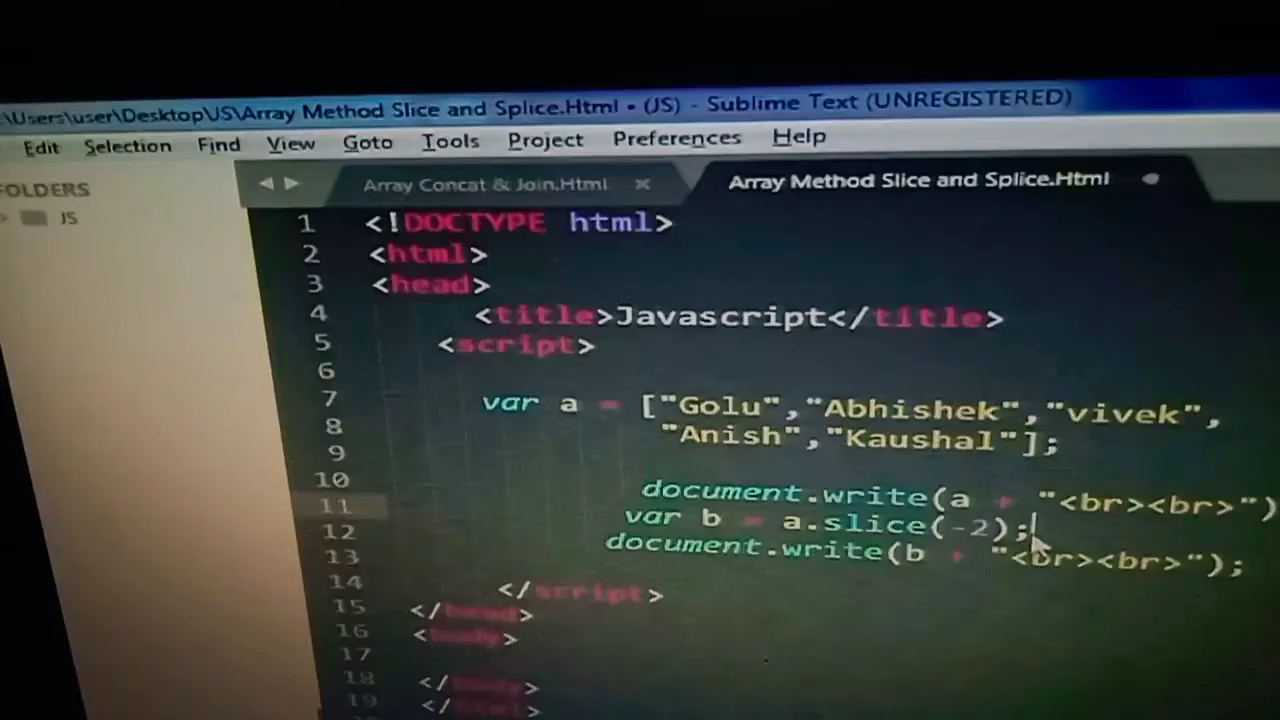 :\Users\user\Desktop\JS\Array Method Slice and Splice.Html • (JS) - Sublime Text (UNREGISTERED)
Edit Selection Find View Goto Tools Project Preferences Help
FOLDERS
JS
Array Concat & Join.Html × Array Method Slice and Splice.Html
1 <!DOCTYPE html>
2 <html>
3 <head>
4 <title>Javascript</title>
5 <script>
6
7 var a = ["Golu","Abhishek","vivek",
8 "Anish","Kaushal"];
9
10 document.write(a + "<br><br>")
11 var b = a.slice(-2);
12 document.write(b + "<br><br>");
13
14 </script>
15 </head>
16 <body>
17
18 </body>
19 </html>